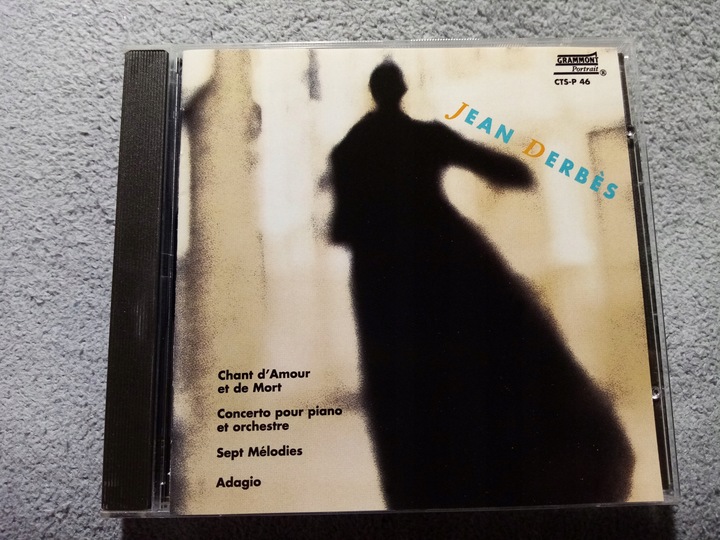 GRAMMONT
Portrait ®
CTS-P 46
JEAN DERBÈS
Chant d'Amour
et de Mort
Concerto pour piano
et orchestre
Sept Mélodies
Adagio